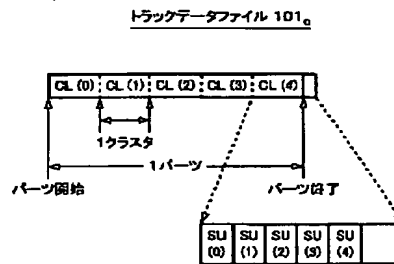 トラックデータファイル 101o
CL (0) CL (1) CL (2) CL (3) CL (4)
1クラスタ
1パーツ
パーツ開始 パーツ終了
SU (0) SU (1) SU (2) SU (3) SU (4)